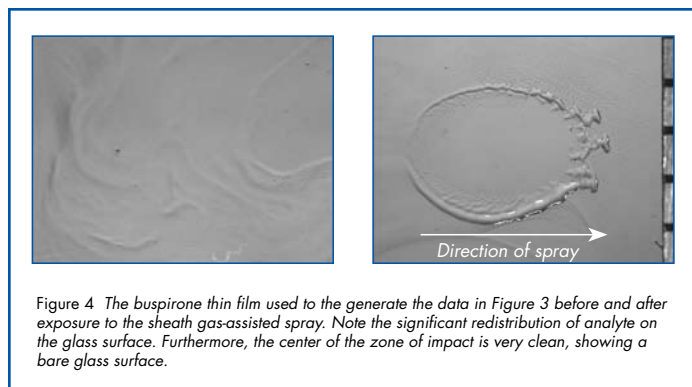 Direction of spray
Figure 4 The buspirone thin film used to the generate the data in Figure 3 before and after
exposure to the sheath gas-assisted spray. Note the significant redistribution of analyte on
the glass surface. Furthermore, the center of the zone of impact is very clean, showing a
bare glass surface.